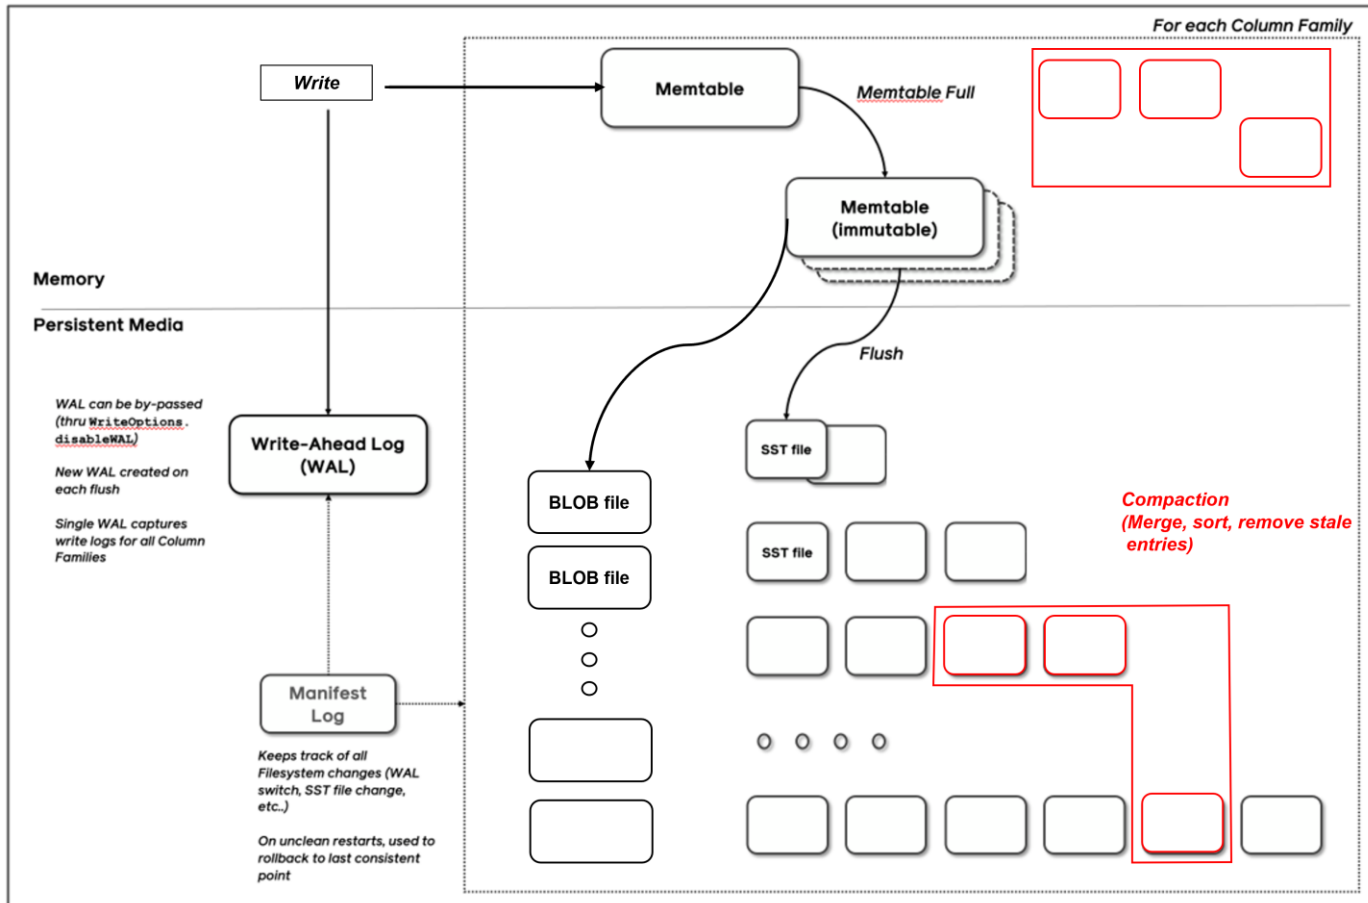 For each Column Family
Write
Memtable
Memtable Full
Memtable
(immutable)
Memory
Persistent Media
Flush
WAL can be by-passed
(thru WriteOptions.
disableWAL)
New WAL created on
each flush
Single WAL captures
write logs for all Column
Families
Write-Ahead Log
(WAL)
SST file
BLOB file
SST file
BLOB file
Compaction
(Merge, sort, remove stale
entries)
Manifest
Log
Keeps track of all
Filesystem changes (WAL
switch, SST file change,
etc..)
On unclean restarts, used to
rollback to last consistent
point